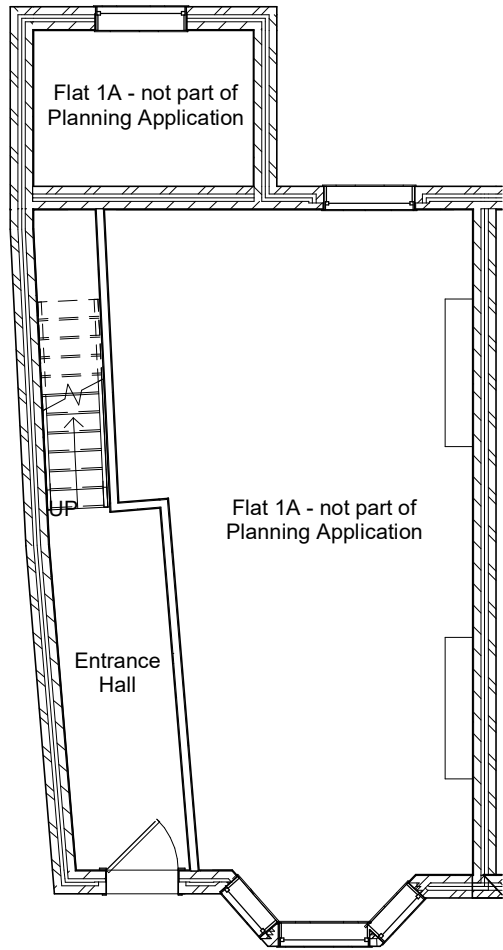 Flat 1A - not part of
Planning Application
UP
Flat 1A - not part of
Planning Application
Entrance
Hall